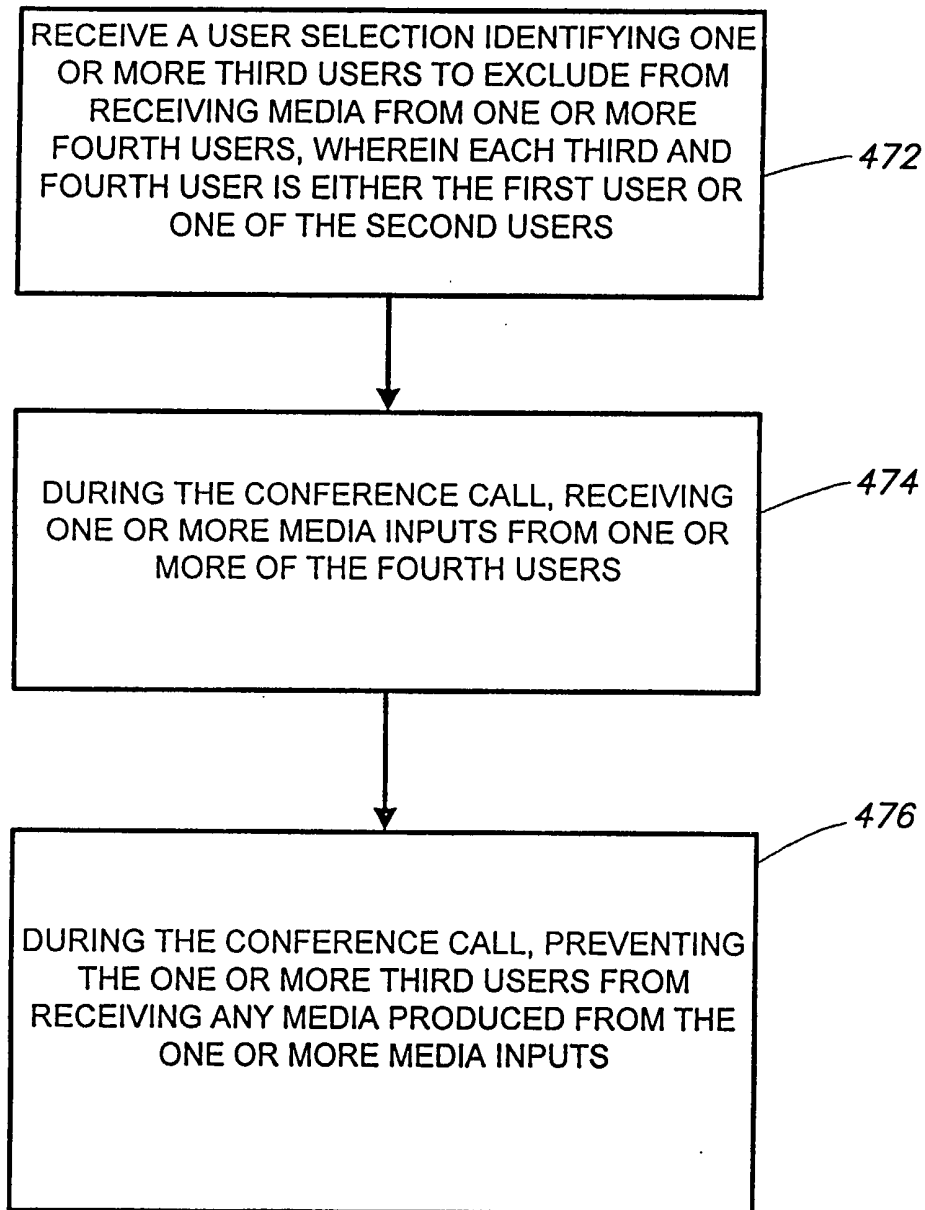 RECEIVE A USER SELECTION IDENTIFYING ONE
OR MORE THIRD USERS TO EXCLUDE FROM
RECEIVING MEDIA FROM ONE OR MORE
FOURTH USERS, WHEREIN EACH THIRD AND
FOURTH USER IS EITHER THE FIRST USER OR
ONE OF THE SECOND USERS
472
DURING THE CONFERENCE CALL, RECEIVING
ONE OR MORE MEDIA INPUTS FROM ONE OR
MORE OF THE FOURTH USERS
474
DURING THE CONFERENCE CALL, PREVENTING
THE ONE OR MORE THIRD USERS FROM
RECEIVING ANY MEDIA PRODUCED FROM THE
ONE OR MORE MEDIA INPUTS
476